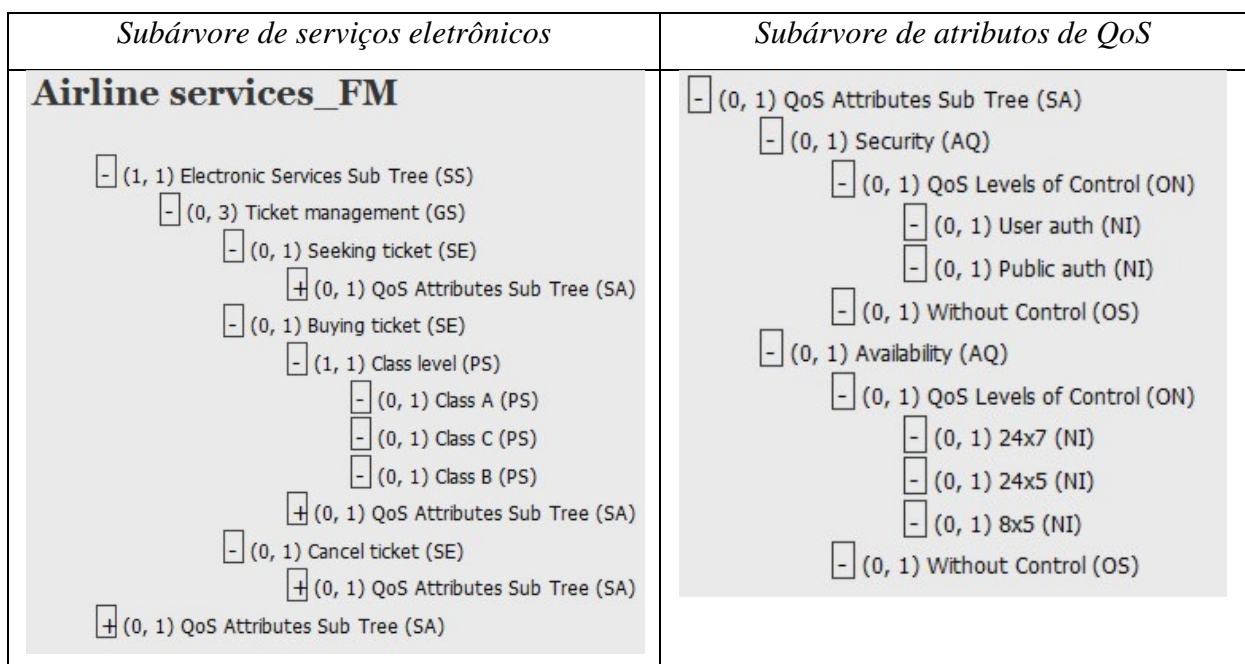 Subárvore de serviços eletrônicos
Airline services_FM
- (1, 1) Electronic Services Sub Tree (SS)
- (0, 3) Ticket management (GS)
- (0, 1) Seeking ticket (SE)
+ (0, 1) QoS Attributes Sub Tree (SA)
- (0, 1) Buying ticket (SE)
- (1, 1) Class level (PS)
- (0, 1) Class A (PS)
- (0, 1) Class C (PS)
- (0, 1) Class B (PS)
+ (0, 1) QoS Attributes Sub Tree (SA)
- (0, 1) Cancel ticket (SE)
+ (0, 1) QoS Attributes Sub Tree (SA)
+ (0, 1) QoS Attributes Sub Tree (SA)
Subárvore de atributos de QoS
- (0, 1) QoS Attributes Sub Tree (SA)
- (0, 1) Security (AQ)
- (0, 1) QoS Levels of Control (ON)
- (0, 1) User auth (NI)
- (0, 1) Public auth (NI)
- (0, 1) Without Control (OS)
- (0, 1) Availability (AQ)
- (0, 1) QoS Levels of Control (ON)
- (0, 1) 24x7 (NI)
- (0, 1) 24x5 (NI)
- (0, 1) 8x5 (NI)
- (0, 1) Without Control (OS)